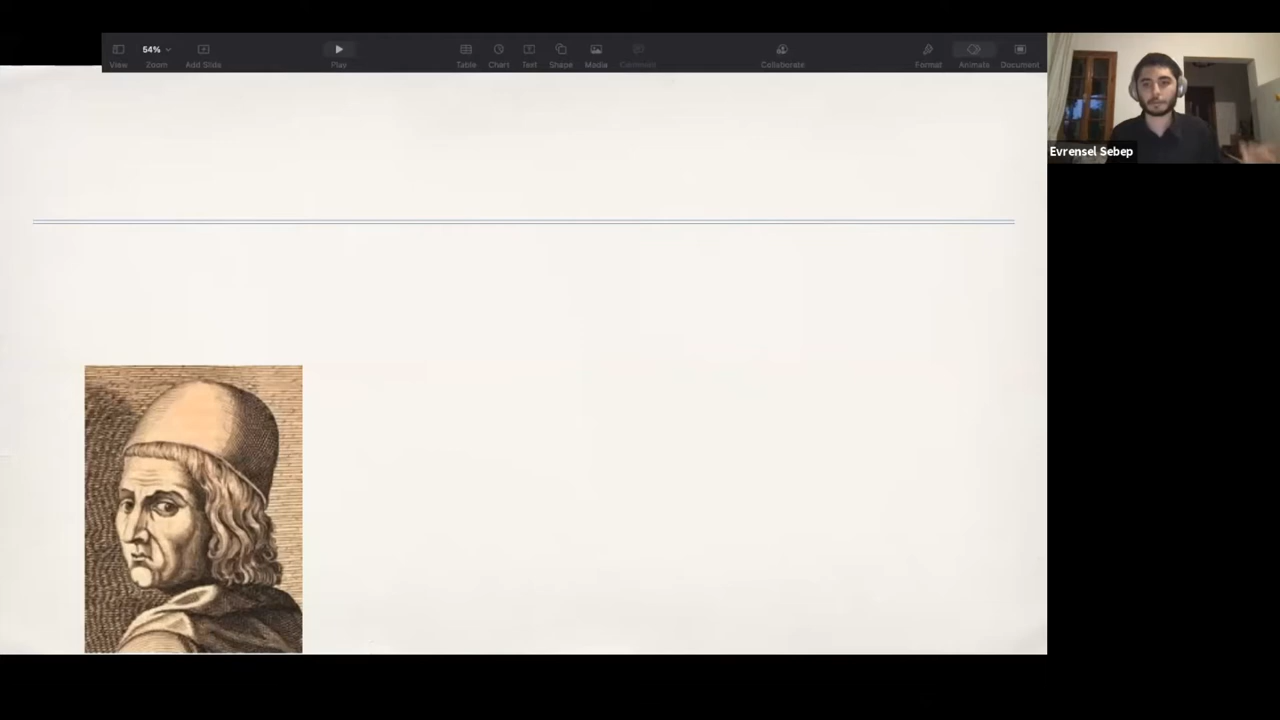 54%
View
Zoom
Add Slide
Play
Table
Chart
Text
Shape
Media
Comment
Collaborate
Format
Animate
Document
Evrensel Sebep